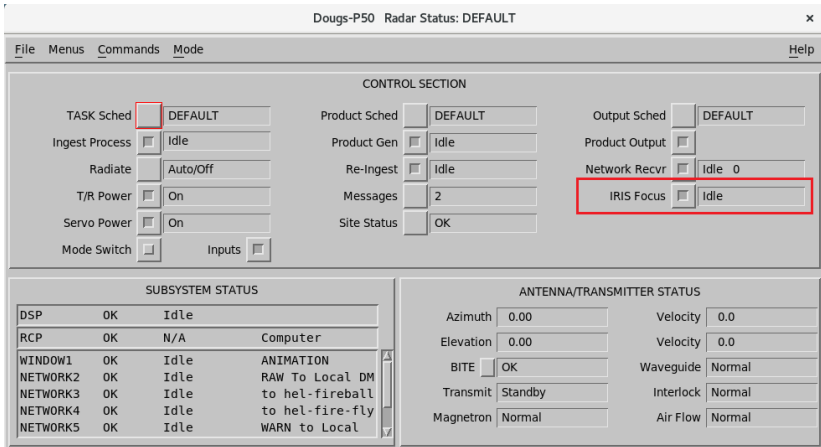 Dougs-P50 Radar Status: DEFAULT ×
File Menus Commands Mode Help
CONTROL SECTION
TASK Sched DEFAULT Product Sched DEFAULT Output Sched DEFAULT
Ingest Process Idle Product Gen Idle Product Output
Radiate Auto/Off Re-Ingest Idle Network Recvr Idle 0
T/R Power On Messages 2 IRIS Focus Idle
Servo Power On Site Status OK
Mode Switch Inputs
SUBSYSTEM STATUS
DSP OK Idle
RCP OK N/A Computer
WINDOW1 OK Idle ANIMATION
NETWORK2 OK Idle RAW To Local DM
NETWORK3 OK Idle to hel-fireball
NETWORK4 OK Idle to hel-fire-fly
NETWORK5 OK Idle WARN to Local
ANTENNA/TRANSMITTER STATUS
Azimuth 0.00 Velocity 0.0
Elevation 0.00 Velocity 0.0
BITE OK Waveguide Normal
Transmit Standby Interlock Normal
Magnetron Normal Air Flow Normal